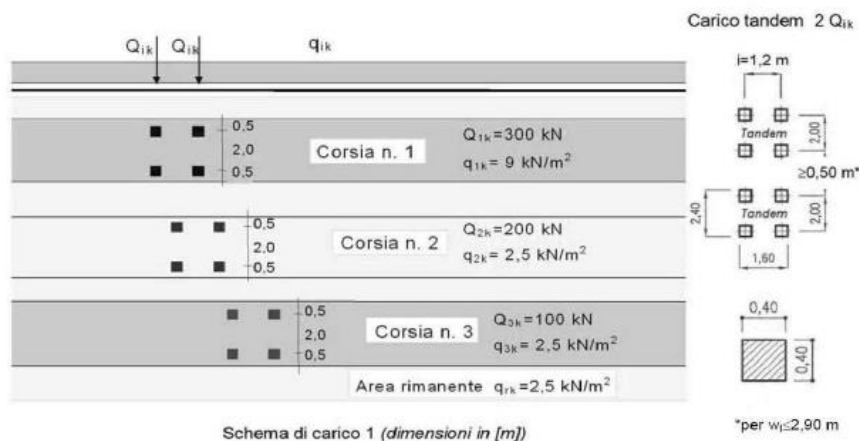 Carico tandem 2 Qik
Qik Qik qik
i=1,2 m
0,5
2,0
0,5
Corsia n. 1
Q1k=300 kN
q1k= 9 kN/m²
Tandem
2,00
≥0,50 m*
0,5
2,0
0,5
Corsia n. 2
Q2k=200 kN
q2k= 2,5 kN/m²
2,40
Tandem
2,00
1,60
0,5
2,0
0,5
Corsia n. 3
Q3k=100 kN
q3k= 2,5 kN/m²
0,40
0,40
Area rimanente qrk=2,5 kN/m²
Schema di carico 1 (dimensioni in [m])
*per wl≤2,90 m